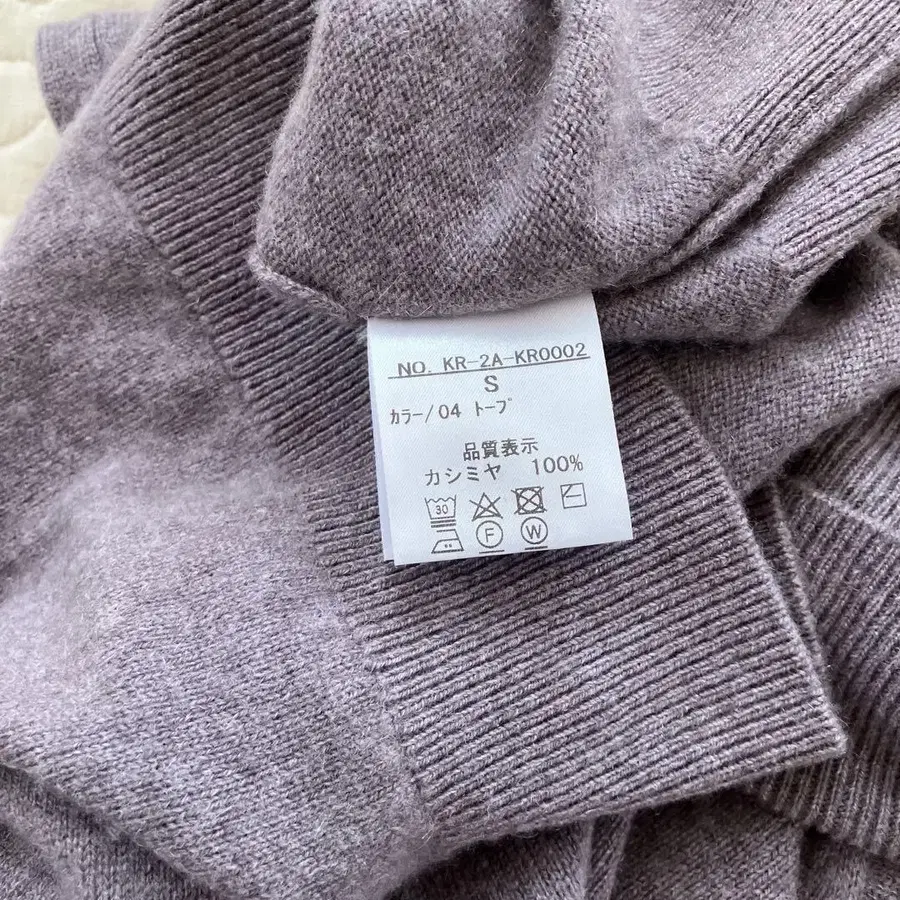 NO. KR-2A-KR0002
S
ｶﾗｰ/04 ﾄｰﾌﾟ
品質表示
カシミヤ 100%
30
F W